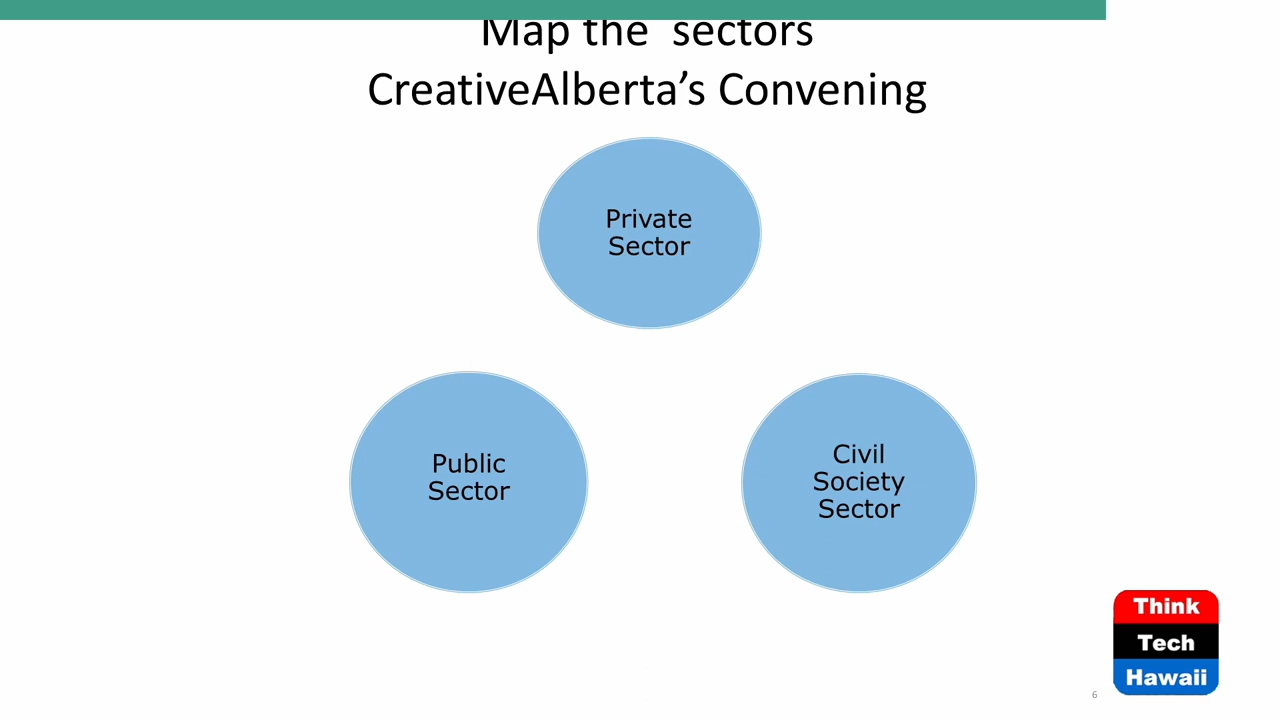 Map the  sectors
CreativeAlberta’s Convening
Private
Sector
Public
Sector
Civil
Society
Sector
Think
Tech
Hawaii
6